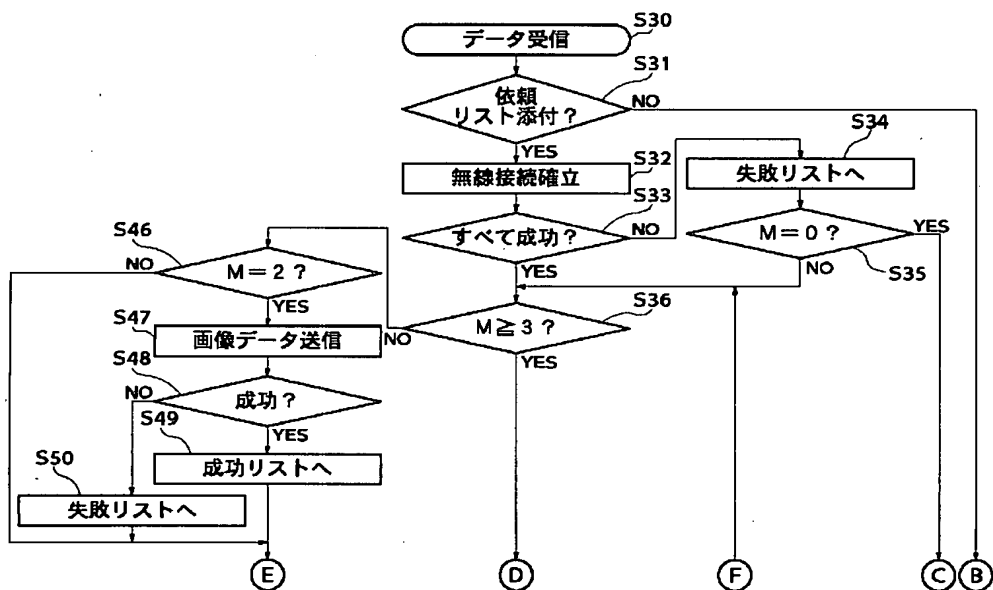 データ受信
S30
S31
依頼
リスト添付？
NO
YES
S32
無線接続確立
S33
すべて成功？
NO
YES
S34
失敗リストへ
M=0？
YES
NO
S35
S36
M≧3？
NO
YES
S46
M=2？
NO
YES
S47
画像データ送信
S48
成功？
NO
YES
S49
成功リストへ
S50
失敗リストへ
E
D
F
C
B